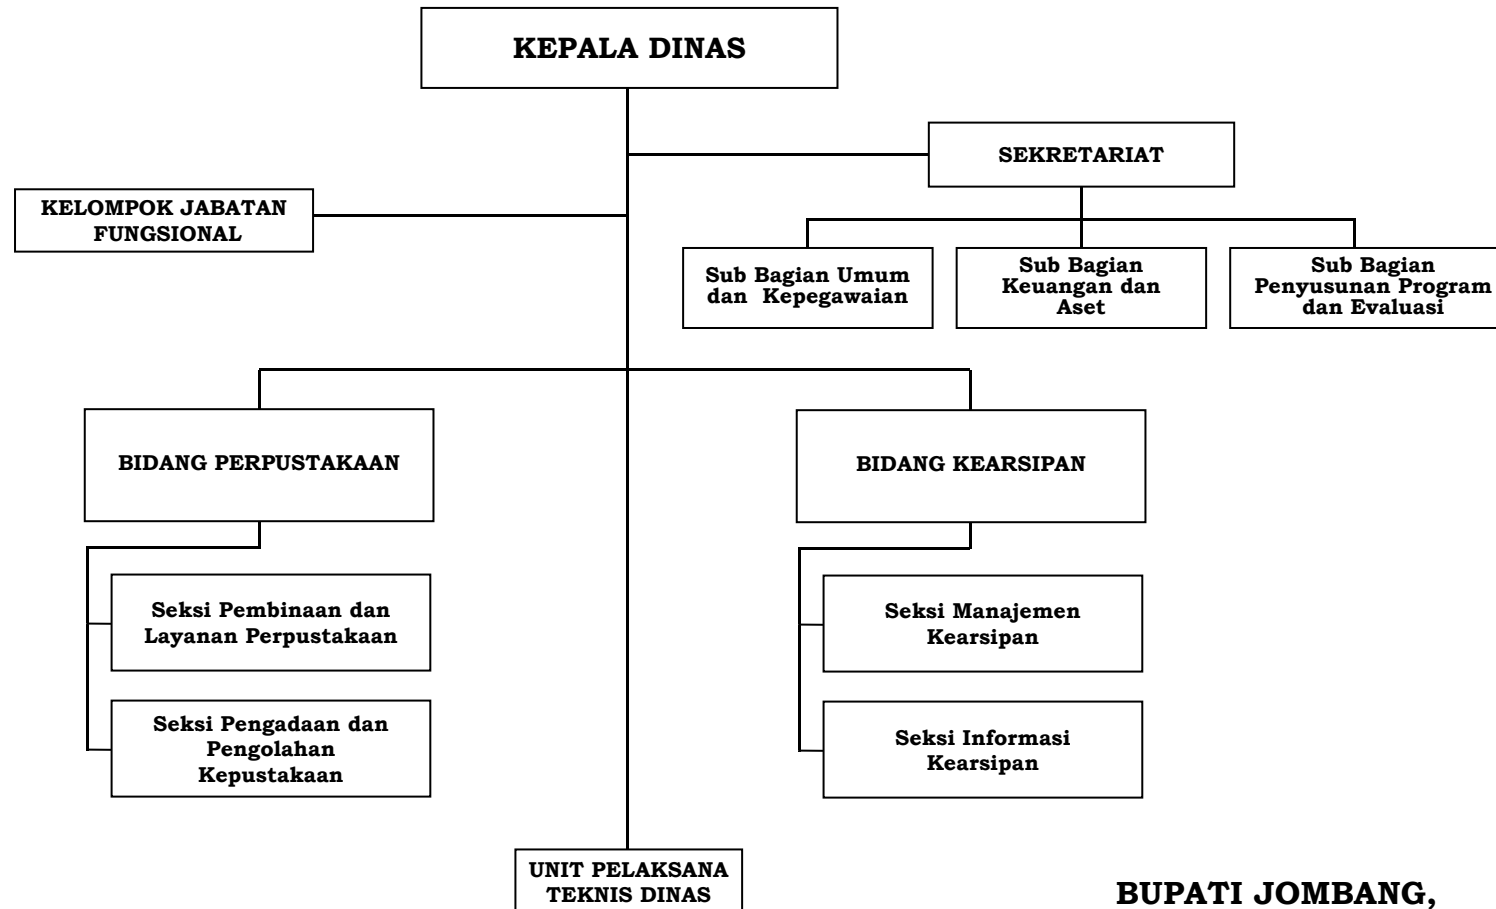 KEPALA DINAS
SEKRETARIAT
KELOMPOK JABATAN
FUNGSIONAL
Sub Bagian Umum
dan Kepegawaian
Sub Bagian
Keuangan dan
Aset
Sub Bagian
Penyusunan Program
dan Evaluasi
BIDANG PERPUSTAKAAN
BIDANG KEARSIPAN
Seksi Pembinaan dan
Layanan Perpustakaan
Seksi Manajemen
Kearsipan
Seksi Pengadaan dan
Pengolahan
Kepustakaan
Seksi Informasi
Kearsipan
UNIT PELAKSANA
TEKNIS DINAS
BUPATI JOMBANG,